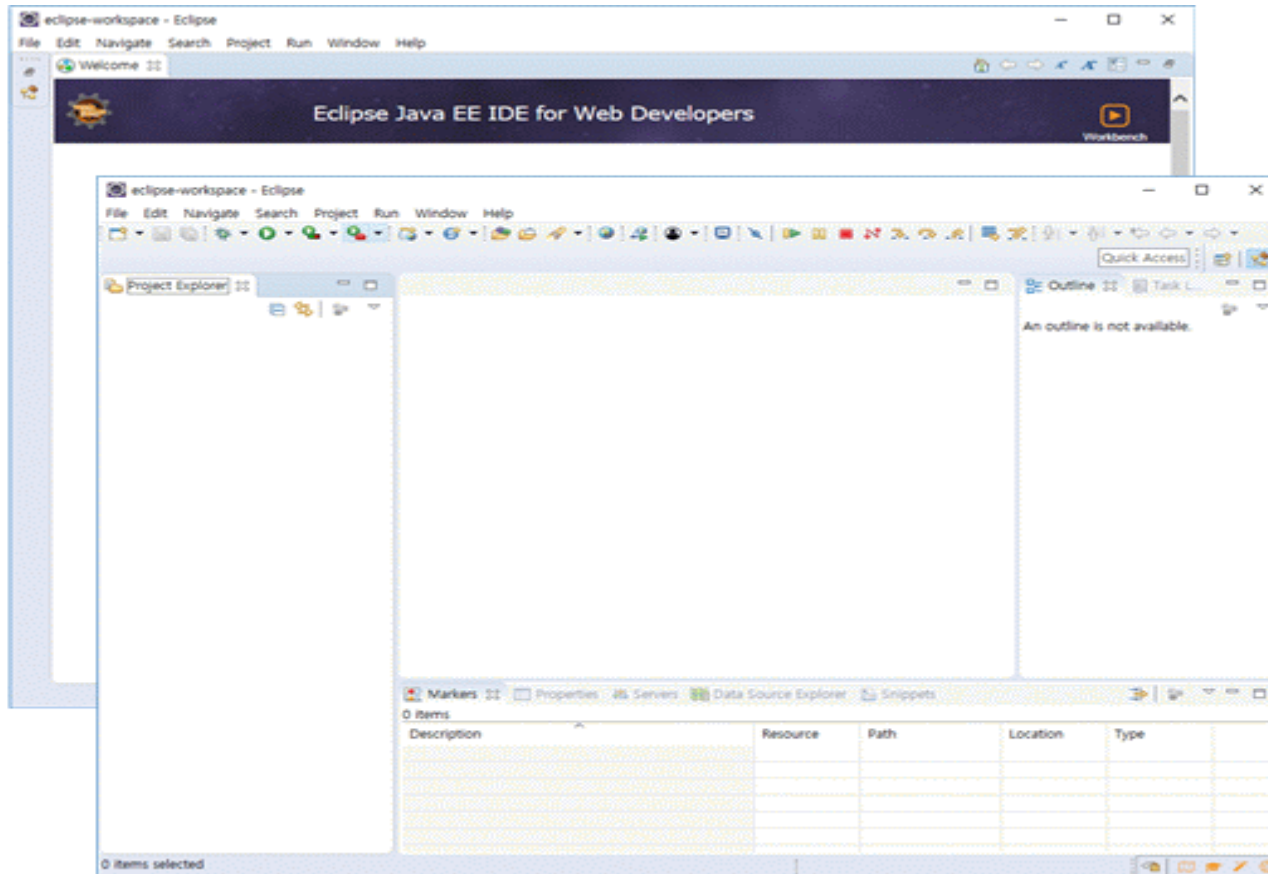 eclipse-workspace - Eclipse
File Edit Navigate Search Project Run Window Help
Welcome
Eclipse Java EE IDE for Web Developers
Workbench
eclipse-workspace - Eclipse
File Edit Navigate Search Project Run Window Help
Quick Access
Project Explorer
Outline Task L...
An outline is not available.
Markers Properties Servers Data Source Explorer Snippets
0 items
Description Resource Path Location Type
0 items selected